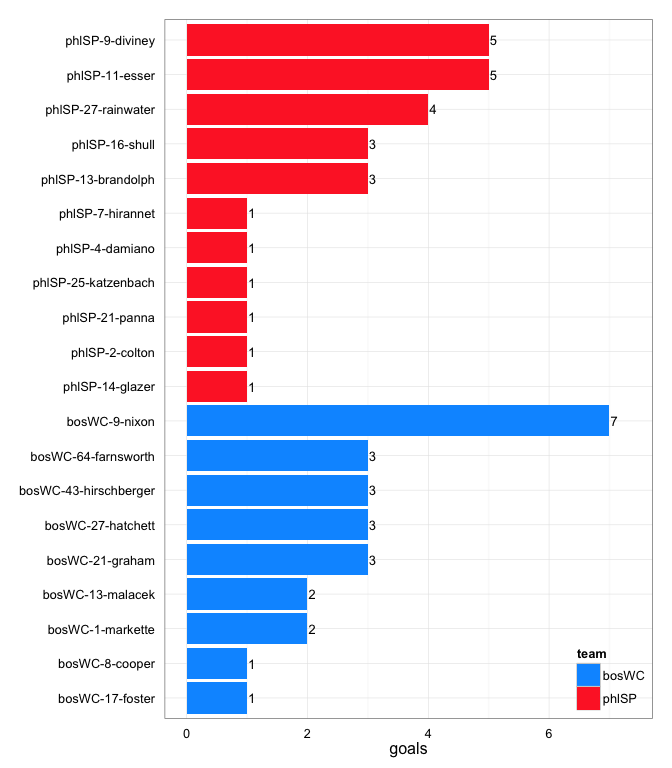 phlSP-9-diviney 5
phlSP-11-esser 5
phlSP-27-rainwater 4
phlSP-16-shull 3
phlSP-13-brandolph 3
phlSP-7-hirannet 1
phlSP-4-damiano 1
phlSP-25-katzenbach 1
phlSP-21-panna 1
phlSP-2-colton 1
phlSP-14-glazer 1
bosWC-9-nixon 7
bosWC-64-farnsworth 3
bosWC-43-hirschberger 3
bosWC-27-hatchett 3
bosWC-21-graham 3
bosWC-13-malacek 2
bosWC-1-markette 2
bosWC-8-cooper 1
bosWC-17-foster 1
team
bosWC
phlSP
0 2 4 6
goals